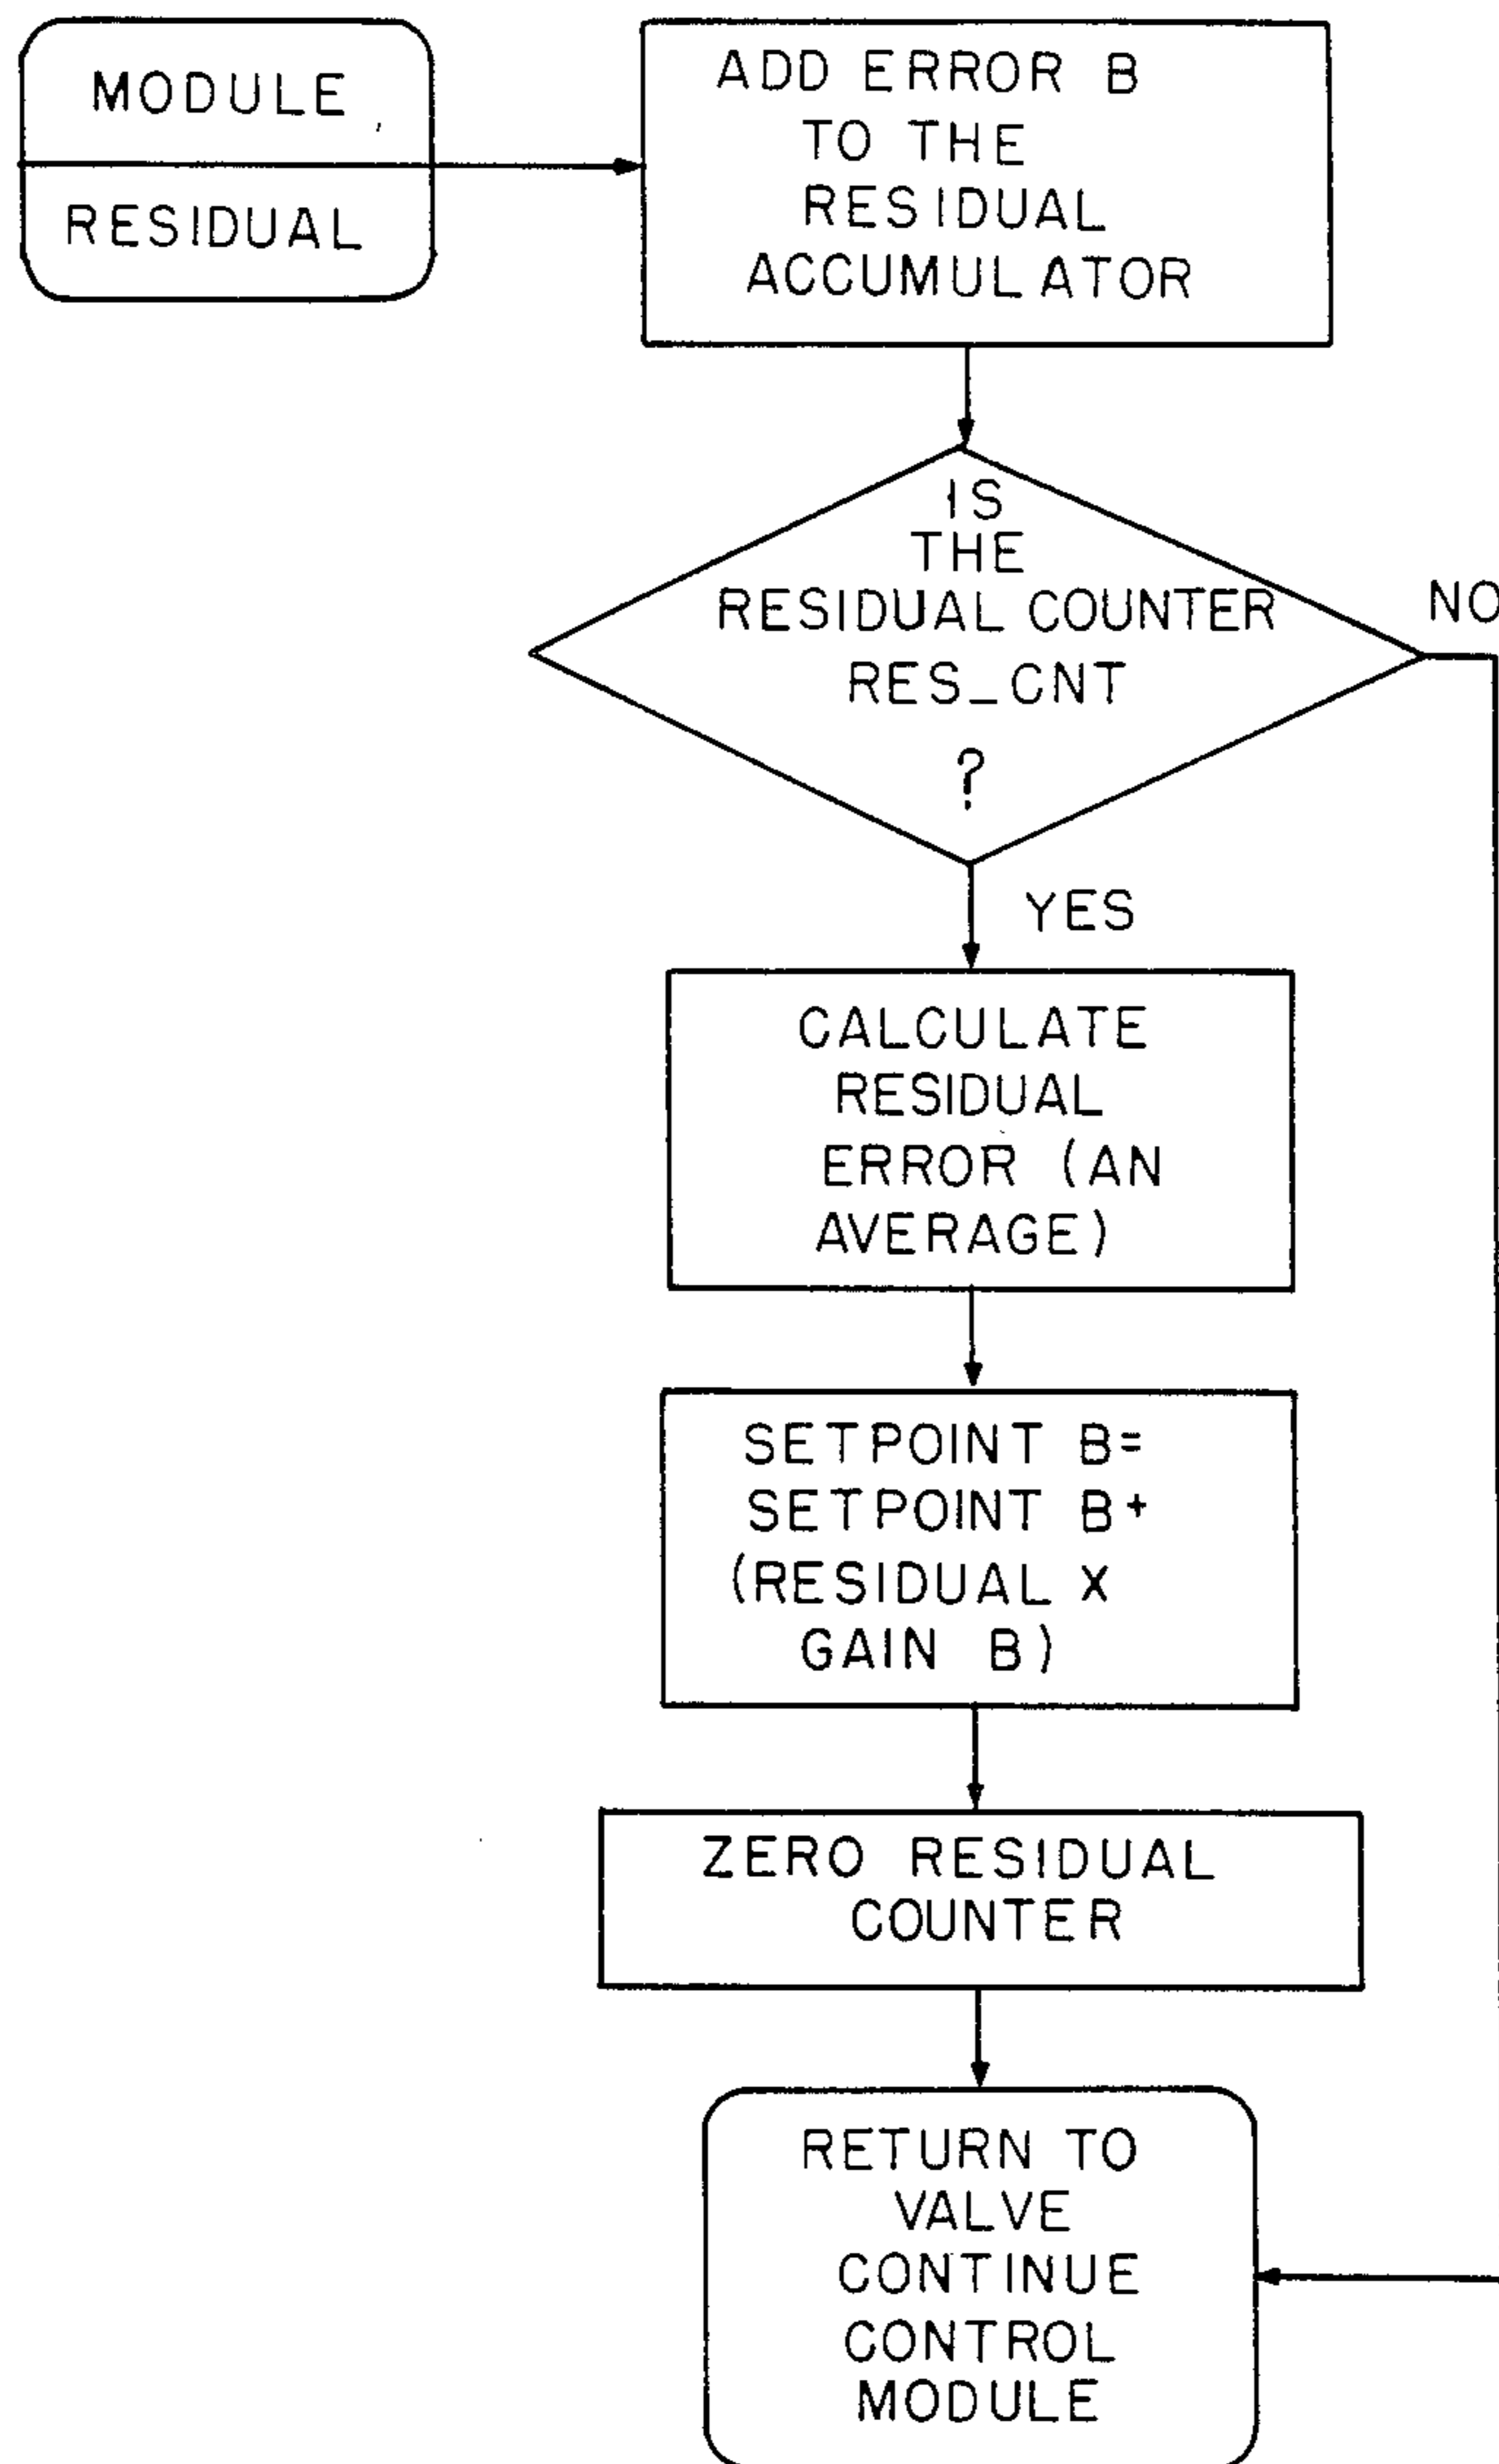 MODULE
RESIDUAL
ADD ERROR B
TO THE
RESIDUAL
ACCUMULATOR
IS
THE
RESIDUAL COUNTER
RES_CNT
?
NO
YES
CALCULATE
RESIDUAL
ERROR (AN
AVERAGE)
SETPOINT B=
SETPOINT B+
(RESIDUAL X
GAIN B)
ZERO RESIDUAL
COUNTER
RETURN TO
VALVE
CONTINUE
CONTROL
MODULE